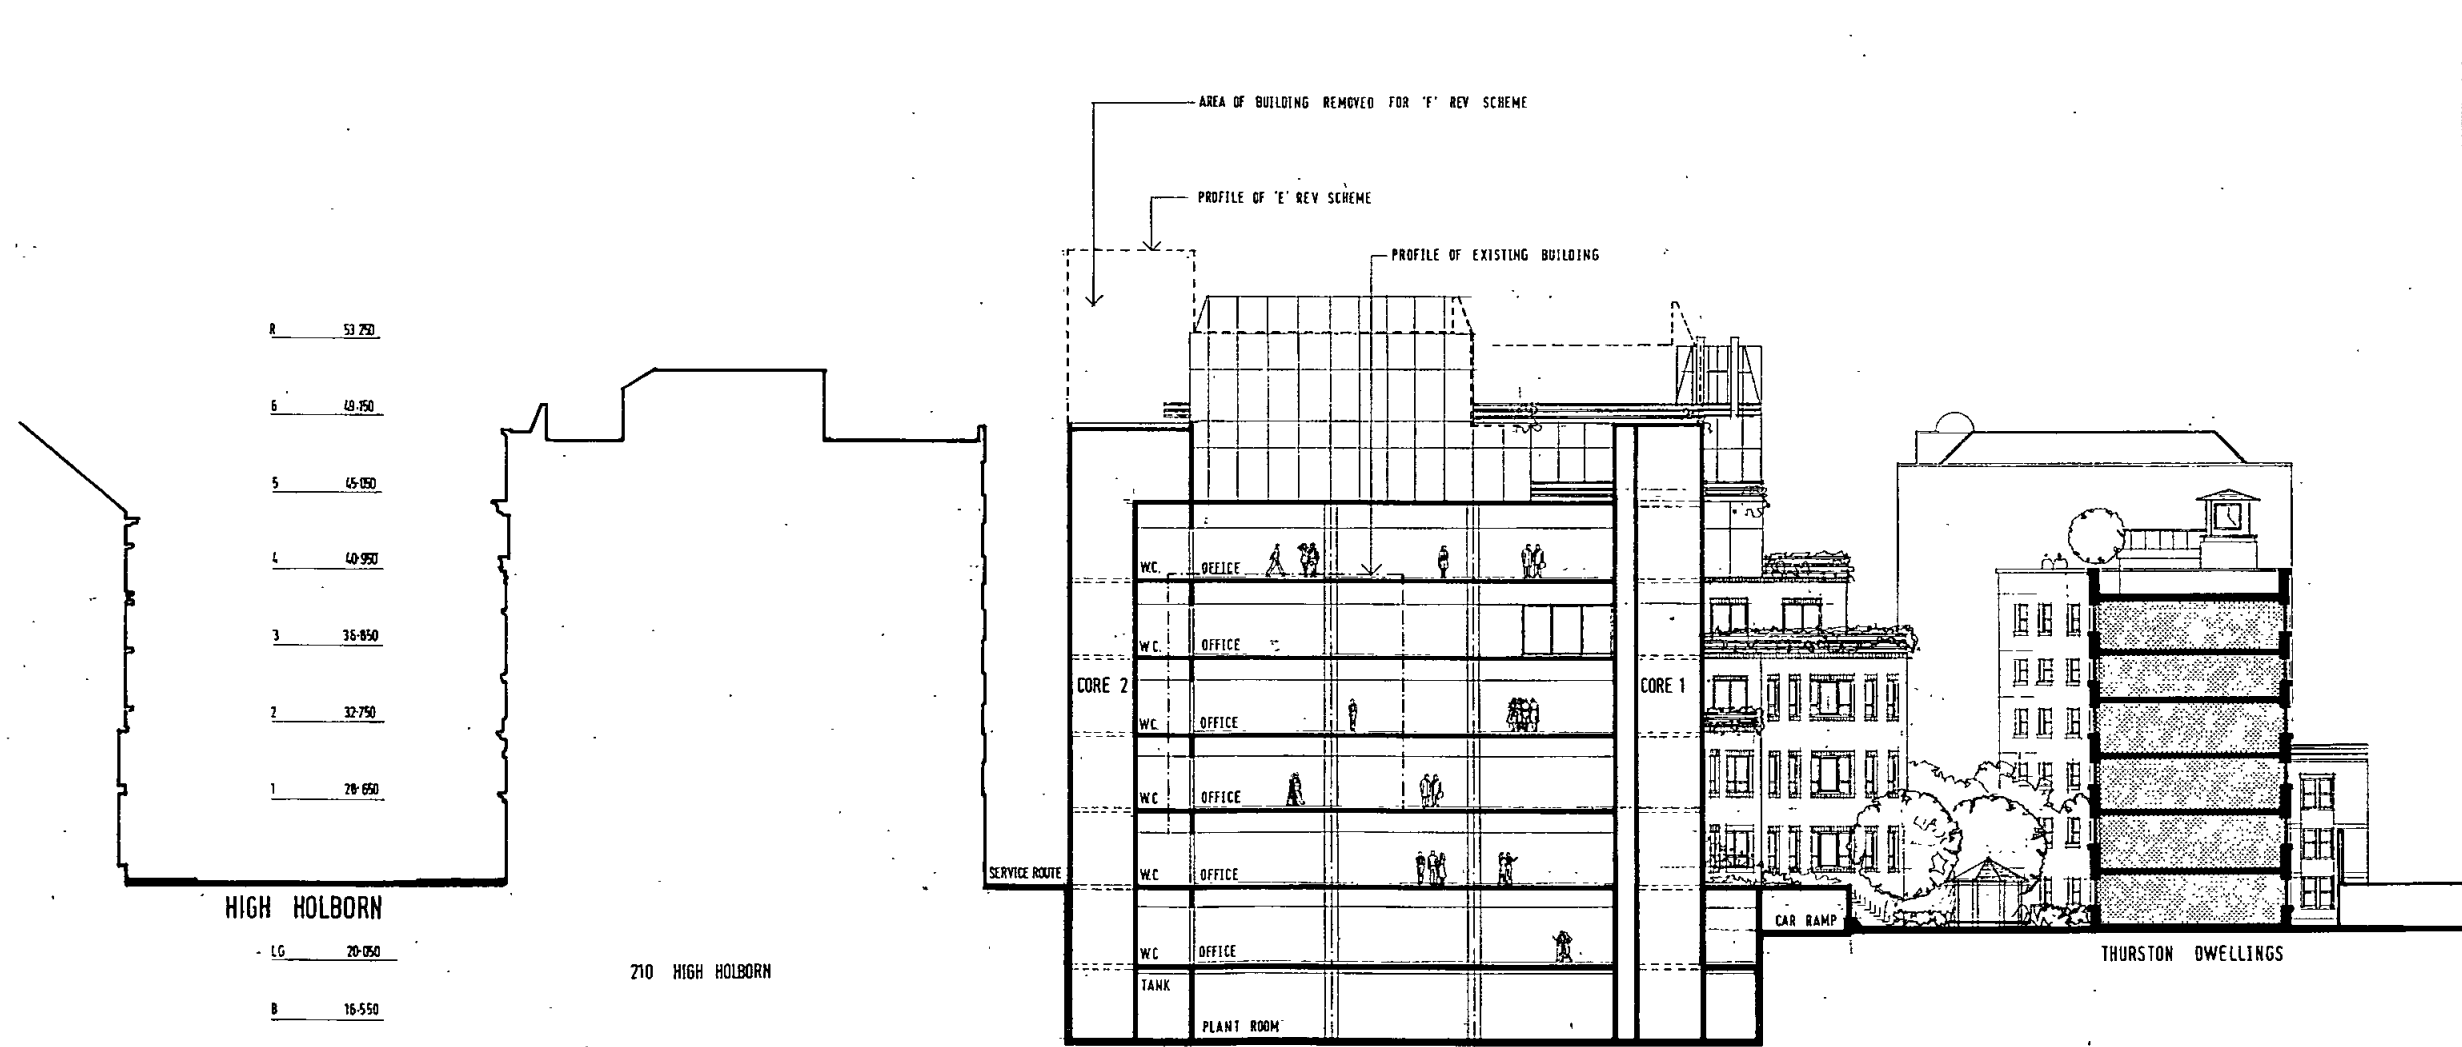 AREA OF BUILDING REMOVED FOR 'F' REV SCHEME
PROFILE OF 'E' REV SCHEME
PROFILE OF EXISTING BUILDING
R 53 250
6 49·150
5 45·050
4 40·950
3 36·850
2 32·750
1 28·650
HIGH HOLBORN
LG 20·050
B 16·550
210 HIGH HOLBORN
SERVICE ROUTE
CORE 2
CORE 1
W.C. OFFICE
W.C. OFFICE
W.C. OFFICE
W.C OFFICE
W.C OFFICE
W.C OFFICE
TANK
PLANT ROOM
CAR RAMP
THURSTON DWELLINGS